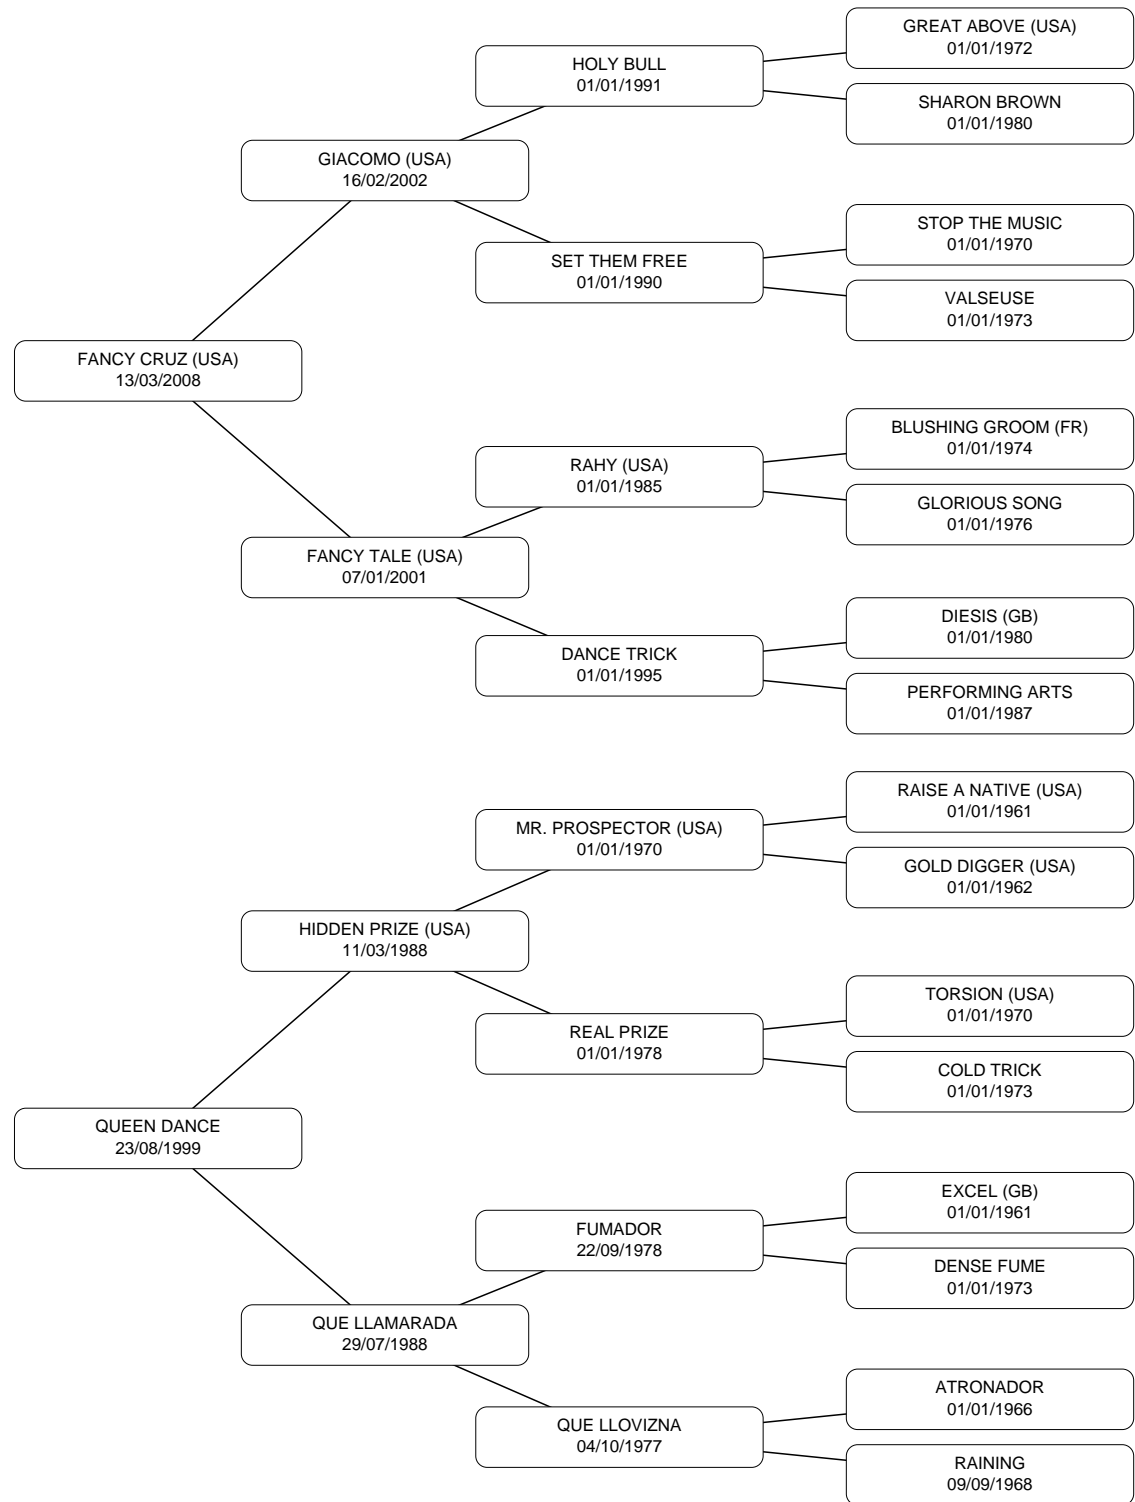 GREAT ABOVE (USA)
01/01/1972
HOLY BULL
01/01/1991
SHARON BROWN
01/01/1980
GIACOMO (USA)
16/02/2002
STOP THE MUSIC
01/01/1970
SET THEM FREE
01/01/1990
VALSEUSE
01/01/1973
FANCY CRUZ (USA)
13/03/2008
BLUSHING GROOM (FR)
01/01/1974
RAHY (USA)
01/01/1985
GLORIOUS SONG
01/01/1976
FANCY TALE (USA)
07/01/2001
DIESIS (GB)
01/01/1980
DANCE TRICK
01/01/1995
PERFORMING ARTS
01/01/1987
RAISE A NATIVE (USA)
01/01/1961
MR. PROSPECTOR (USA)
01/01/1970
GOLD DIGGER (USA)
01/01/1962
HIDDEN PRIZE (USA)
11/03/1988
TORSION (USA)
01/01/1970
REAL PRIZE
01/01/1978
COLD TRICK
01/01/1973
QUEEN DANCE
23/08/1999
EXCEL (GB)
01/01/1961
FUMADOR
22/09/1978
DENSE FUME
01/01/1973
QUE LLAMARADA
29/07/1988
ATRONADOR
01/01/1966
QUE LLOVIZNA
04/10/1977
RAINING
09/09/1968